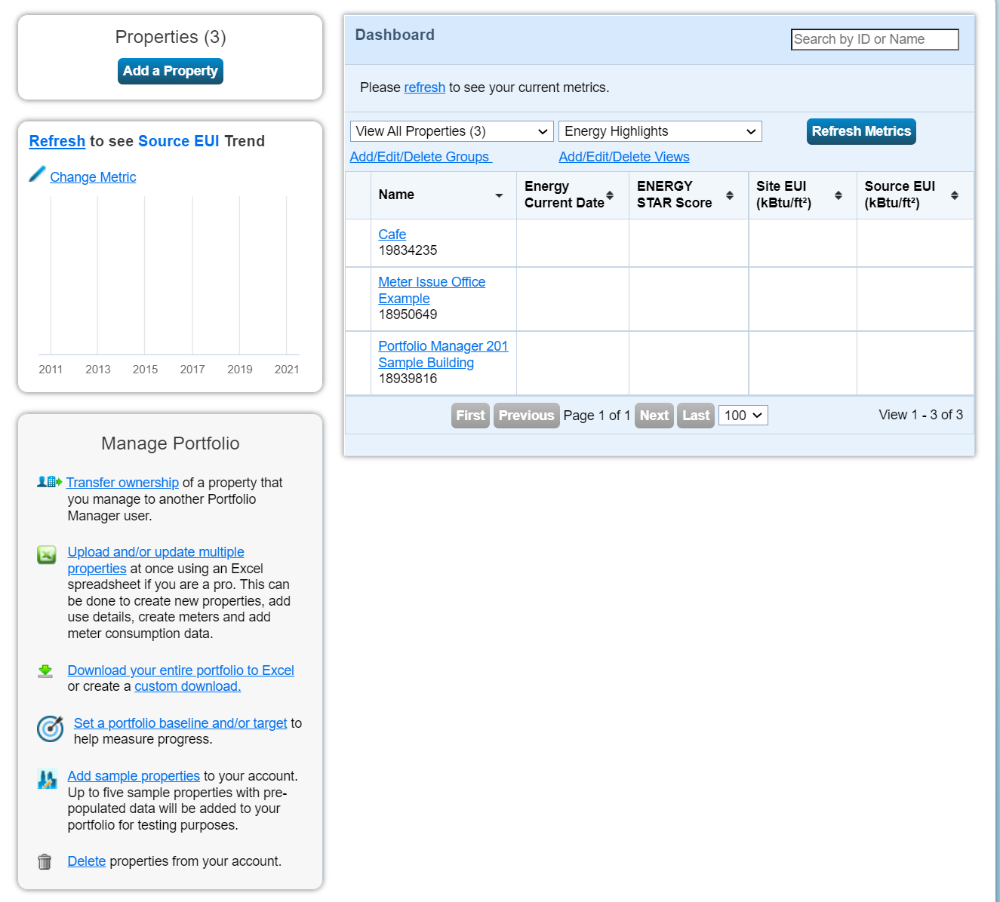 Properties (3)
Add a Property
Refresh to see Source EUI Trend
Change Metric
2011 2013 2015 2017 2019 2021
Manage Portfolio
Transfer ownership of a property that
you manage to another Portfolio
Manager user.
Upload and/or update multiple
properties at once using an Excel
spreadsheet if you are a pro. This can
be done to create new properties, add
use details, create meters and add
meter consumption data.
Download your entire portfolio to Excel
or create a custom download.
Set a portfolio baseline and/or target to
help measure progress.
Add sample properties to your account.
Up to five sample properties with pre-
populated data will be added to your
portfolio for testing purposes.
Delete properties from your account.
Dashboard
Search by ID or Name
Please refresh to see your current metrics.
View All Properties (3) Energy Highlights Refresh Metrics
Add/Edit/Delete Groups Add/Edit/Delete Views
Name
Energy
Current Date
ENERGY
STAR Score
Site EUI
(kBtu/ft²)
Source EUI
(kBtu/ft²)
Cafe
19834235
Meter Issue Office
Example
18950649
Portfolio Manager 201
Sample Building
18939816
First Previous Page 1 of 1 Next Last 100 View 1 - 3 of 3